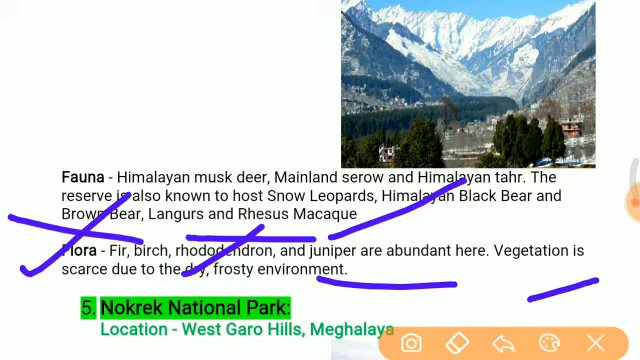 Fauna - Himalayan musk deer, Mainland serow and Himalayan tahr. The
reserve is also known to host Snow Leopards, Himalayan Black Bear and
Brown Bear, Langurs and Rhesus Macaque
Flora - Fir, birch, rhododendron, and juniper are abundant here. Vegetation is
scarce due to the dry, frosty environment.
5. Nokrek National Park:
Location - West Garo Hills, Meghalaya